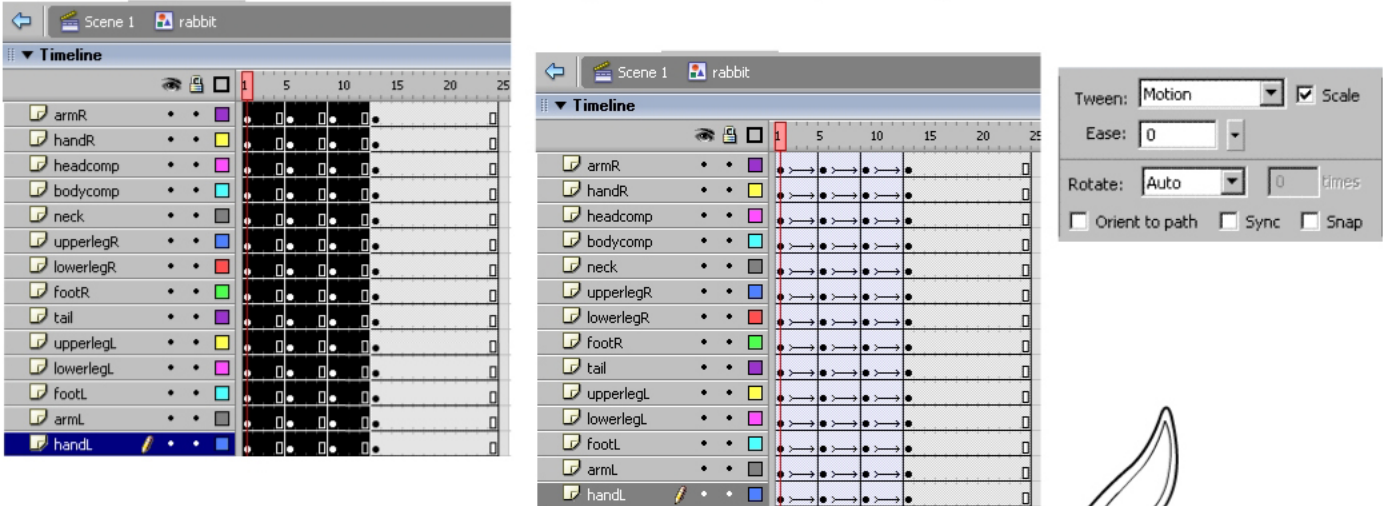 Scene 1 rabbit
Timeline
1 5 10 15 20 25
armR
handR
headcomp
bodycomp
neck
upperlegR
lowerlegR
footR
tail
upperlegL
lowerlegL
footL
armL
handL
Scene 1 rabbit
Timeline
1 5 10 15 20 25
armR
handR
headcomp
bodycomp
neck
upperlegR
lowerlegR
footR
tail
upperlegL
lowerlegL
footL
armL
handL
Tween: Motion Scale
Ease: 0
Rotate: Auto 0 times
Orient to path Sync Snap